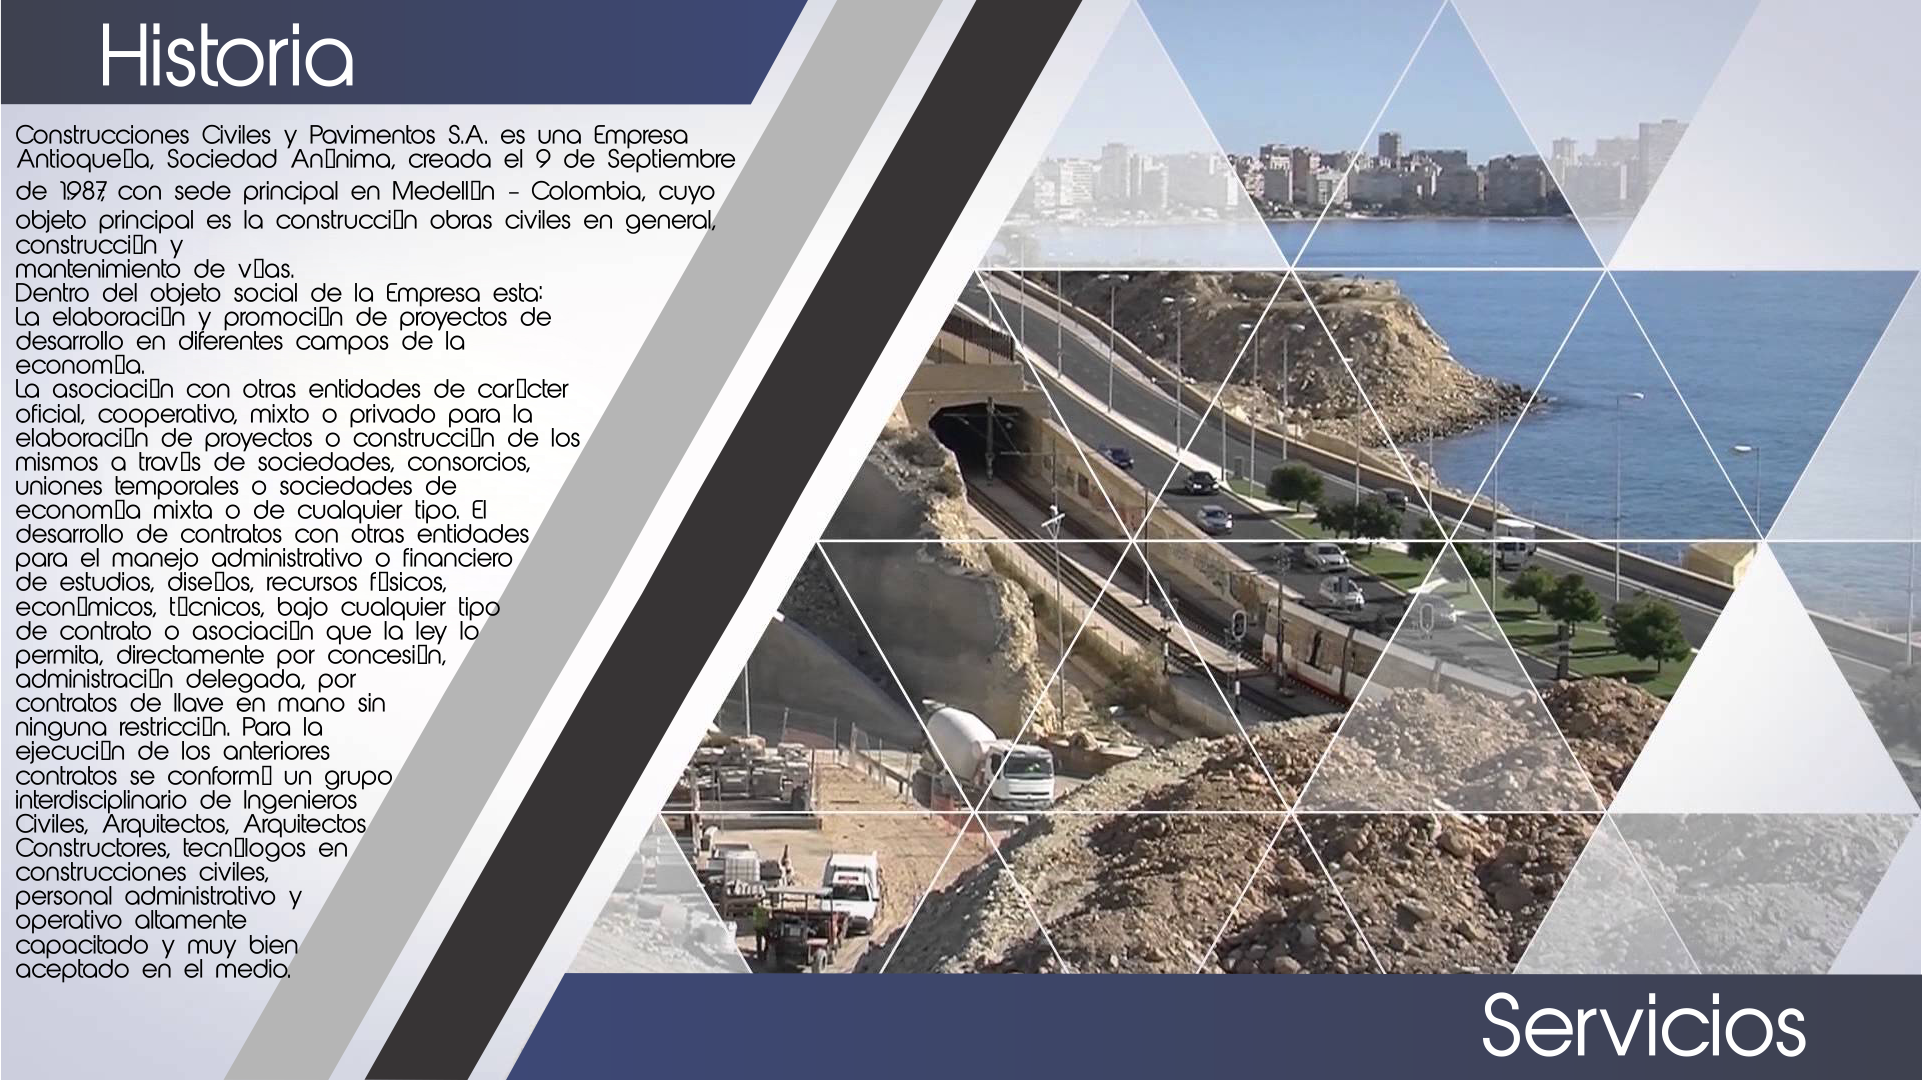 Historia
Construcciones Civiles y Pavimentos S.A. es una Empresa
Antioque▯a, Sociedad An▯nima, creada el 9 de Septiembre
de 1987, con sede principal en Medell▯n – Colombia, cuyo
objeto principal es la construcci▯n obras civiles en general,
construcci▯n y
mantenimiento de v▯as.
Dentro del objeto social de la Empresa esta:
La elaboraci▯n y promoci▯n de proyectos de
desarrollo en diferentes campos de la
econom▯a.
La asociaci▯n con otras entidades de car▯cter
oficial, cooperativo, mixto o privado para la
elaboraci▯n de proyectos o construcci▯n de los
mismos a trav▯s de sociedades, consorcios,
uniones temporales o sociedades de
econom▯a mixta o de cualquier tipo. El
desarrollo de contratos con otras entidades
para el manejo administrativo o financiero
de estudios, dise▯os, recursos f▯sicos,
econ▯micos, t▯cnicos, bajo cualquier tipo
de contrato o asociaci▯n que la ley lo
permita, directamente por concesi▯n,
administraci▯n delegada, por
contratos de llave en mano sin
ninguna restricci▯n. Para la
ejecuci▯n de los anteriores
contratos se conform▯ un grupo
interdisciplinario de Ingenieros
Civiles, Arquitectos, Arquitectos
Constructores, tecn▯logos en
construcciones civiles,
personal administrativo y
operativo altamente
capacitado y muy bien
aceptado en el medio.
Servicios